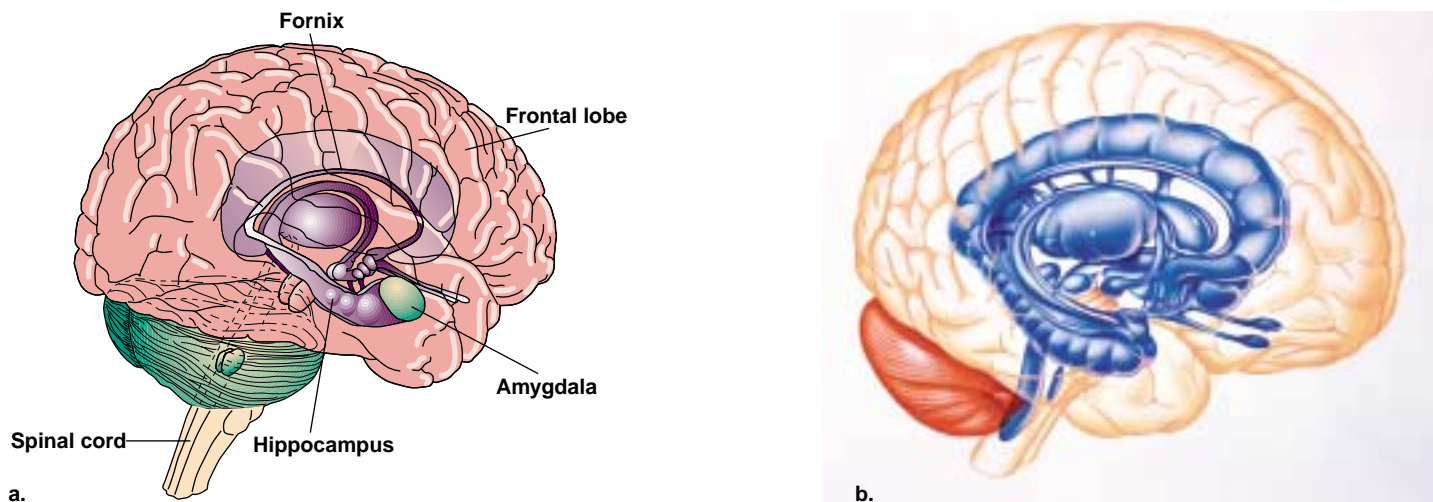 Fornix
Frontal lobe
Amygdala
Hippocampus
Spinal cord
a.
b.